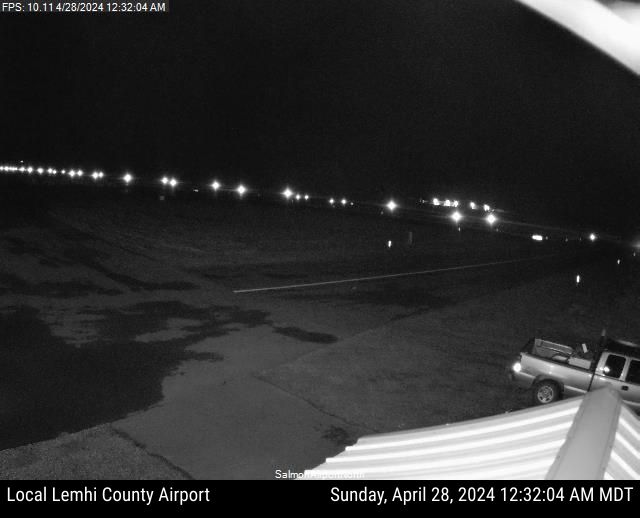 FPS: 10.11 4/28/2024 12:32:04 AM
Local Lemhi County Airport
Sunday, April 28, 2024 12:32:04 AM MDT